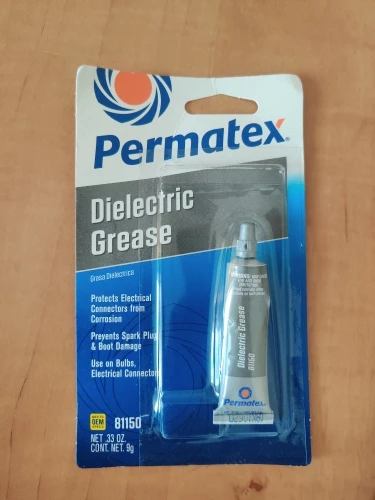 Permatex®
Dielectric
Grease
Grasa Dieléctrica
Protects Electrical
Connectors from
Corrosion
Prevents Spark Plug
& Boot Damage
Use on Bulbs,
Electrical Connectors
OEM
81150
NET .33 OZ.
CONT. NET. 9g
WARNING:
Dielectric Grease
81150
Permatex